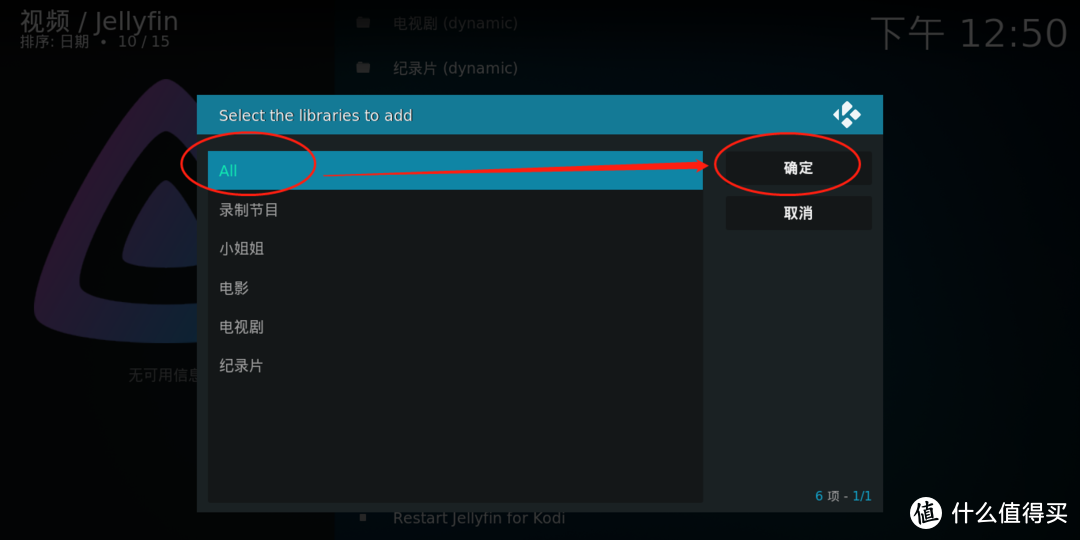 视频 / Jellyfin
排序: 日期 • 10 / 15
下午 12:50
电视剧 (dynamic)
纪录片 (dynamic)
Select the libraries to add
All
确定
录制节目
取消
小姐姐
电影
电视剧
纪录片
无可用信息
6 项 - 1/1
Restart Jellyfin for Kodi
值 什么值得买